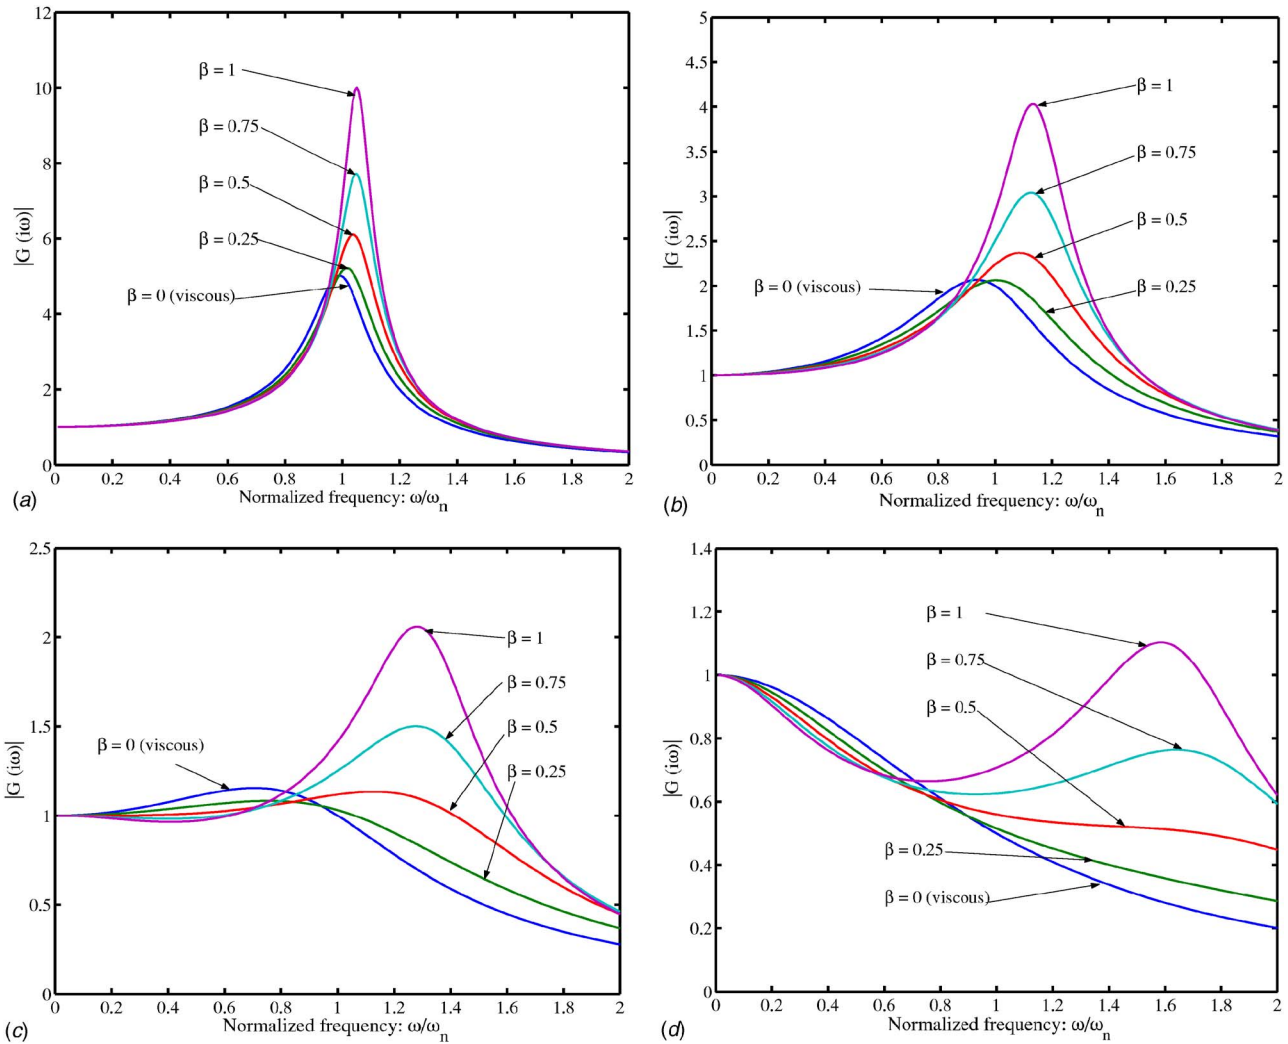 12
10
8
6
4
2
0
|G (iω)|
β = 1
β = 0.75
β = 0.5
β = 0.25
β = 0 (viscous)
0 0.2 0.4 0.6 0.8 1.0 1.2 1.4 1.6 1.8 2
Normalized frequency: ω/ωn
(a)
5
4.5
4
3.5
3
2.5
2
1.5
1
0.5
0
|G (iω)|
β = 1
β = 0.75
β = 0.5
β = 0 (viscous)
β = 0.25
0 0.2 0.4 0.6 0.8 1 1.2 1.4 1.6 1.8 2
Normalized frequency: ω/ωn
(b)
2.5
2
1.5
1
0.5
0
|G (iω)|
β = 1
β = 0.75
β = 0.5
β = 0 (viscous)
β = 0.25
0 0.2 0.4 0.6 0.8 1 1.2 1.4 1.6 1.8 2
Normalized frequency: ω/ωn
(c)
1.4
1.2
1
0.8
0.6
0.4
0.2
0
|G (iω)|
β = 1
β = 0.75
β = 0.5
β = 0.25
β = 0 (viscous)
0 0.2 0.4 0.6 0.8 1 1.2 1.4 1.6 1.8 2
Normalized frequency: ω/ωn
(d)